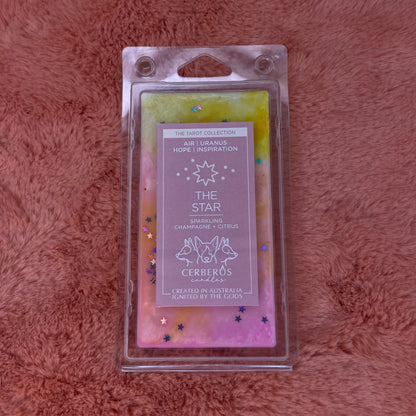 THE TAROT COLLECTION
AIR | URANUS
HOPE | INSPIRATION
THE
STAR
SPARKLING
CHAMPAGNE + CITRUS
CERBERUS
candles
CREATED IN AUSTRALIA
IGNITED BY THE GODS